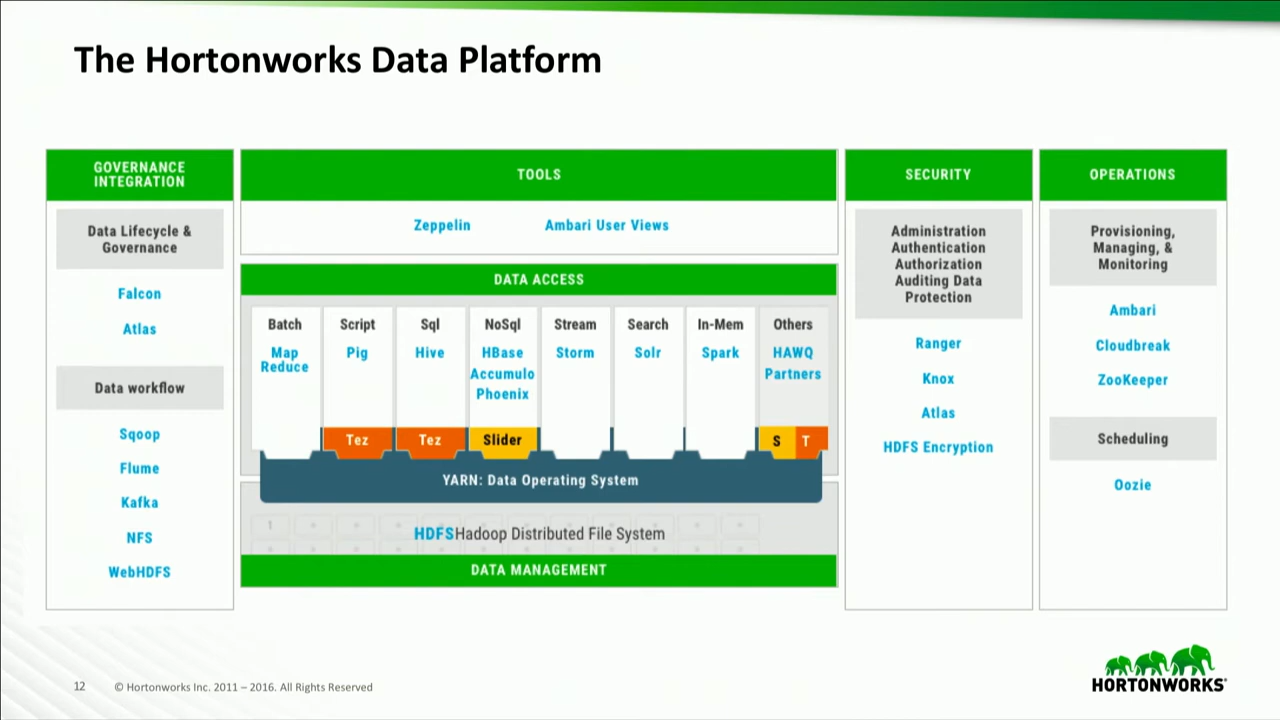 The Hortonworks Data Platform
GOVERNANCE
INTEGRATION
Data Lifecycle &
Governance
Falcon
Atlas
Data workflow
Sqoop
Flume
Kafka
NFS
WebHDFS
TOOLS
Zeppelin
Ambari User Views
DATA ACCESS
Batch
Map
Reduce
Script
Pig
Tez
Sql
Hive
Tez
NoSql
HBase
Accumulo
Phoenix
Slider
Stream
Storm
Search
Solr
In-Mem
Spark
Others
HAWQ
Partners
S
T
YARN: Data Operating System
1
HDFS Hadoop Distributed File System
DATA MANAGEMENT
SECURITY
Administration
Authentication
Authorization
Auditing Data
Protection
Ranger
Knox
Atlas
HDFS Encryption
OPERATIONS
Provisioning,
Managing, &
Monitoring
Ambari
Cloudbreak
ZooKeeper
Scheduling
Oozie
12 © Hortonworks Inc. 2011 – 2016. All Rights Reserved
HORTONWORKS